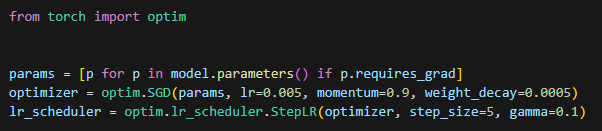 from torch import optim
params = [p for p in model.parameters() if p.requires_grad]
optimizer = optim.SGD(params, lr=0.005, momentum=0.9, weight_decay=0.0005)
lr_scheduler = optim.lr_scheduler.StepLR(optimizer, step_size=5, gamma=0.1)